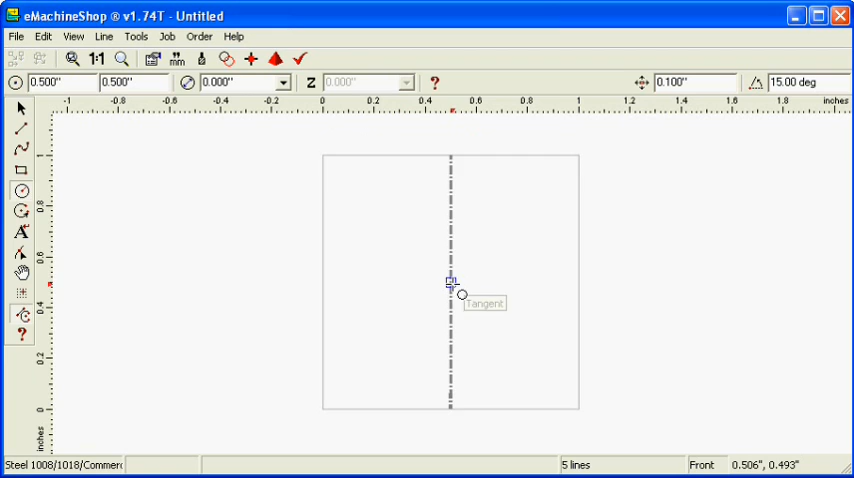 eMachineShop ® v1.74T - Untitled
File Edit View Line Tools Job Order Help
1:1 mm
0.500" 0.500" 0.000" Z 0.000" ? 0.100" 15.00 deg
-1 -0.8 -0.6 -0.4 -0.2 0 0.2 0.4 0.6 0.8 1 1.2 1.4 1.6 1.8 inches
1
0.8
0.6
0.4
0.2
0
inches
A
?
Tangent
Steel 1008/1018/Commerc 5 lines Front 0.506", 0.493"